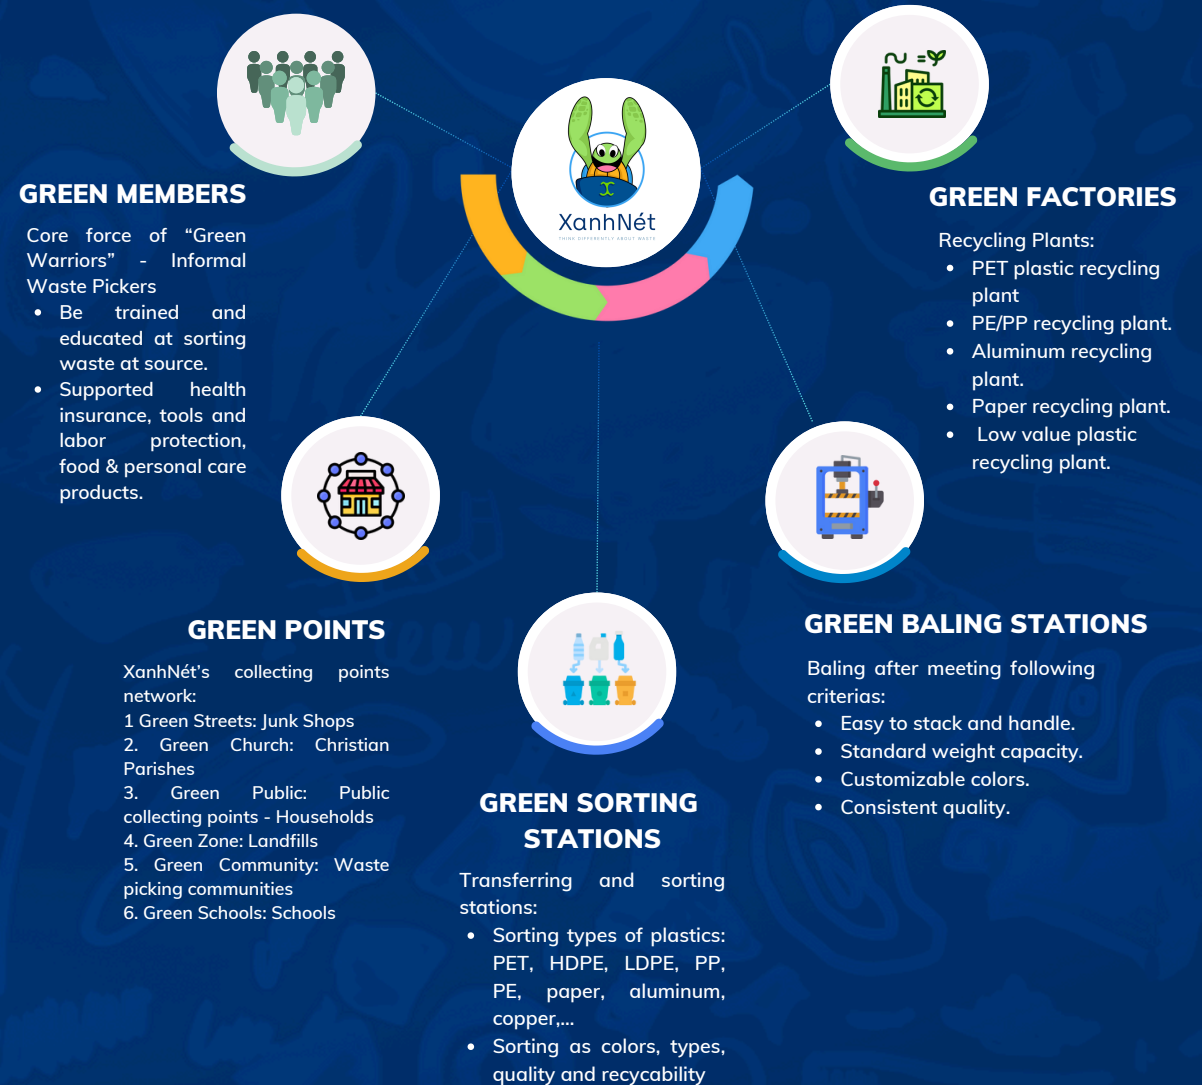 XanhNét
THINK DIFFERENTLY ABOUT WASTE
GREEN MEMBERS
Core force of “Green
Warriors” - Informal
Waste Pickers
• Be trained and
educated at sorting
waste at source.
• Supported health
insurance, tools and
labor protection,
food & personal care
products.
GREEN POINTS
XanhNét’s collecting points
network:
1 Green Streets: Junk Shops
2. Green Church: Christian
Parishes
3. Green Public: Public
collecting points - Households
4. Green Zone: Landfills
5. Green Community: Waste
picking communities
6. Green Schools: Schools
GREEN SORTING
STATIONS
Transferring and sorting
stations:
• Sorting types of plastics:
PET, HDPE, LDPE, PP,
PE, paper, aluminum,
copper,...
• Sorting as colors, types,
quality and recycability
GREEN BALING STATIONS
Baling after meeting following
criterias:
• Easy to stack and handle.
• Standard weight capacity.
• Customizable colors.
• Consistent quality.
GREEN FACTORIES
Recycling Plants:
• PET plastic recycling
plant
• PE/PP recycling plant.
• Aluminum recycling
plant.
• Paper recycling plant.
• Low value plastic
recycling plant.